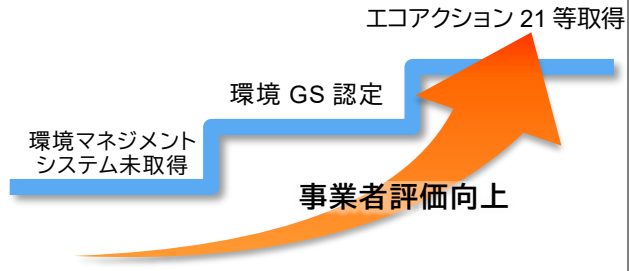 エコアクション 21 等取得
環境 GS 認定
環境マネジメント
システム未取得
事業者評価向上